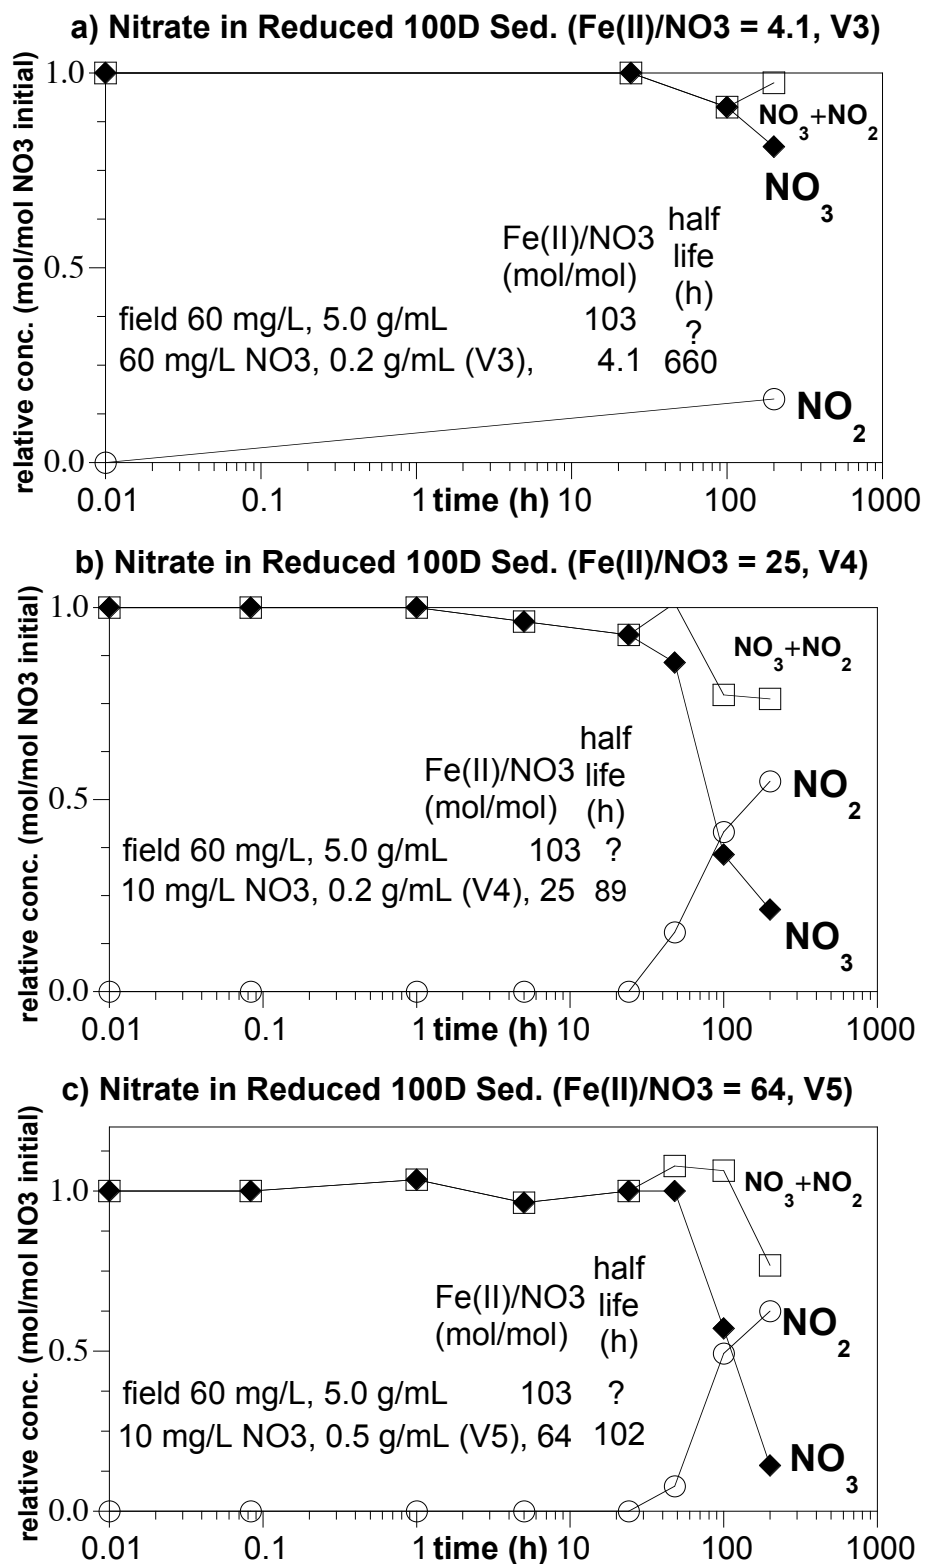 a) Nitrate in Reduced 100D Sed. (Fe(II)/NO3 = 4.1, V3)
relative conc. (mol/mol NO3 initial)
1.0
0.5
0.0
NO3+NO2
NO3
Fe(II)/NO3
(mol/mol)
half
life
(h)
field 60 mg/L, 5.0 g/mL 103 ?
60 mg/L NO3, 0.2 g/mL (V3), 4.1 660
NO2
0.01 0.1 1 time (h) 10 100 1000
b) Nitrate in Reduced 100D Sed. (Fe(II)/NO3 = 25, V4)
relative conc. (mol/mol NO3 initial)
1.0
0.5
0.0
NO3+NO2
Fe(II)/NO3
(mol/mol)
half
life
(h)
NO2
field 60 mg/L, 5.0 g/mL 103 ?
10 mg/L NO3, 0.2 g/mL (V4), 25 89
NO3
0.01 0.1 1 time (h) 10 100 1000
c) Nitrate in Reduced 100D Sed. (Fe(II)/NO3 = 64, V5)
relative conc. (mol/mol NO3 initial)
1.0
0.5
0.0
NO3+NO2
Fe(II)/NO3
(mol/mol)
half
life
(h)
NO2
field 60 mg/L, 5.0 g/mL 103 ?
10 mg/L NO3, 0.5 g/mL (V5), 64 102
NO3
0.01 0.1 1 time (h) 10 100 1000